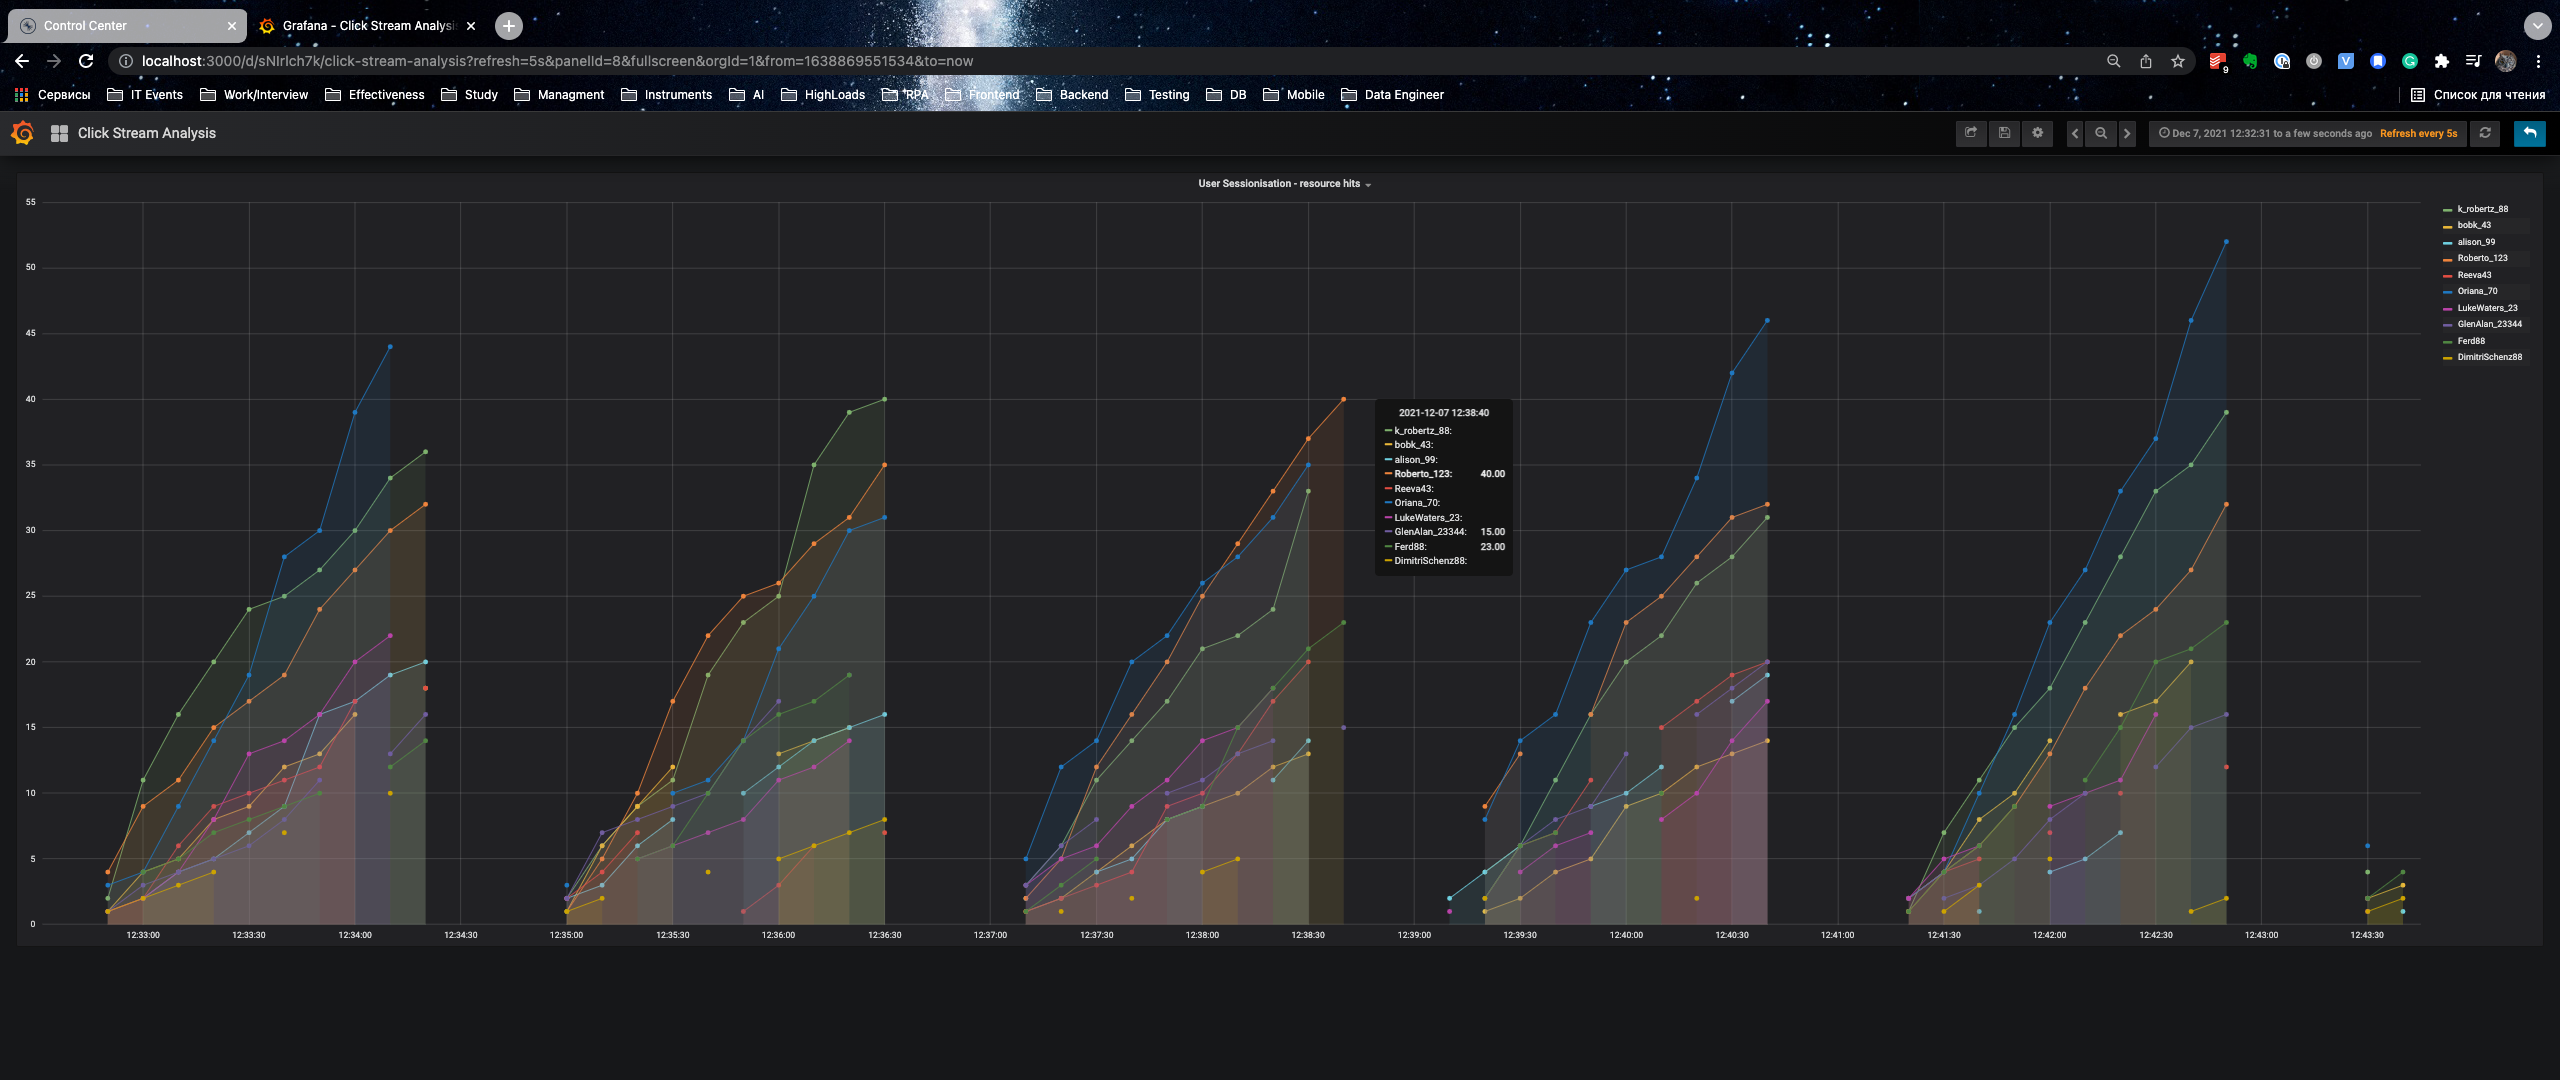 Control Center
Grafana - Click Stream Analysis
localhost:3000/d/sNIrlch7k/click-stream-analysis?refresh=5s&panelId=8&fullscreen&orgId=1&from=1638869551534&to=now
9
Сервисы IT Events Work/Interview Effectiveness Study Managment Instruments AI HighLoads RPA Frontend Backend Testing DB Mobile Data Engineer Список для чтения
Click Stream Analysis
Dec 7, 2021 12:32:31 to a few seconds ago Refresh every 5s
User Sessionisation - resource hits
55
50
45
40
35
30
25
20
15
10
5
0
12:33:00 12:33:30 12:34:00 12:34:30 12:35:00 12:35:30 12:36:00 12:36:30 12:37:00 12:37:30 12:38:00 12:38:30 12:39:00 12:39:30 12:40:00 12:40:30 12:41:00 12:41:30 12:42:00 12:42:30 12:43:00 12:43:30
2021-12-07 12:38:40
k_robertz_88:
bobk_43:
alison_99:
Roberto_123: 40.00
Reeva43:
Oriana_70:
LukeWaters_23:
GlenAlan_23344: 15.00
Ferd88: 23.00
DimitriSchenz88:
k_robertz_88
bobk_43
alison_99
Roberto_123
Reeva43
Oriana_70
LukeWaters_23
GlenAlan_23344
Ferd88
DimitriSchenz88